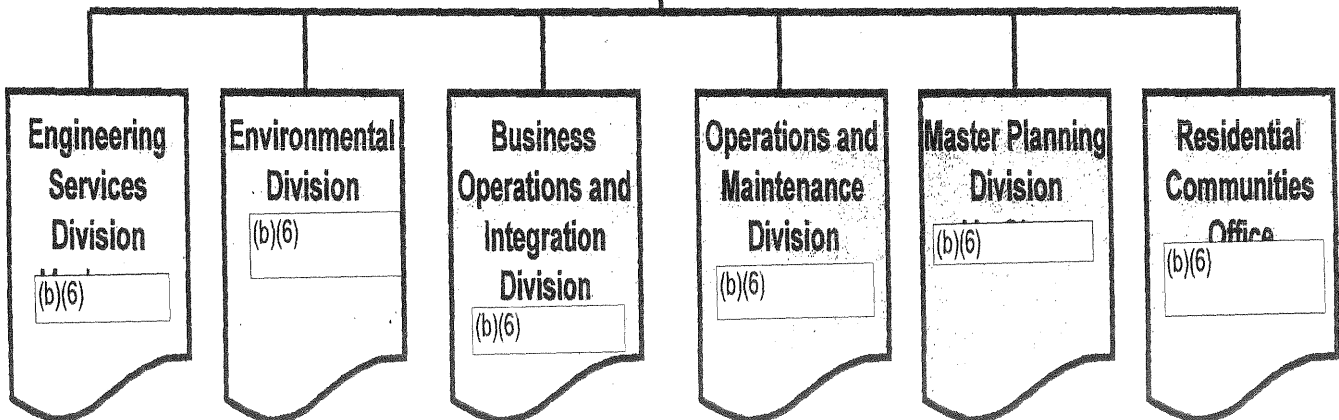 Engineering
Services
Division
(b)(6)
Environmental
Division
(b)(6)
Business
Operations and
Integration
Division
(b)(6)
Operations and
Maintenance
Division
(b)(6)
Master Planning
Division
(b)(6)
Residential
Communities
Office
(b)(6)